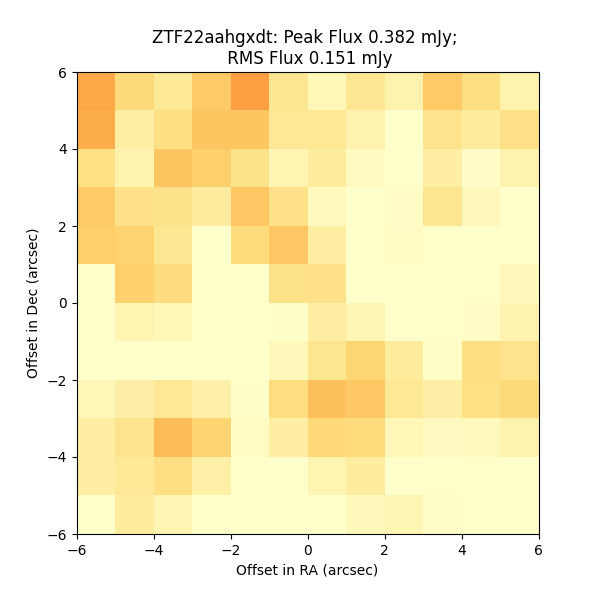 ZTF22aahgxdt: Peak Flux 0.382 mJy;
RMS Flux 0.151 mJy
6
4
2
0
−2
−4
−6
Offset in Dec (arcsec)
−6 −4 −2 0 2 4 6
Offset in RA (arcsec)